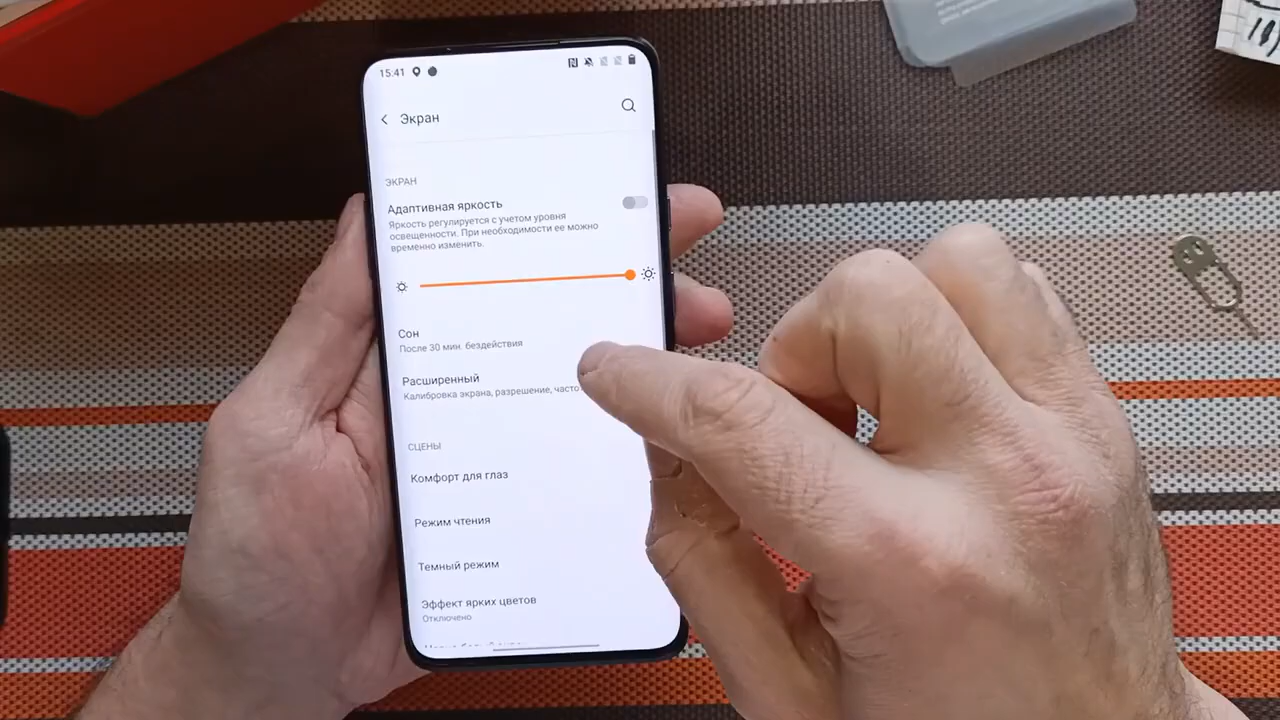 15:41
Экран
ЭКРАН
Адаптивная яркость
Яркость регулируется с учетом уровня
освещенности. При необходимости ее можно
временно изменить.
Сон
После 30 мин. бездействия
Расширенный
Калибровка экрана, разрешение, часто
СЦЕНЫ
Комфорт для глаз
Режим чтения
Темный режим
Эффект ярких цветов
Отключено